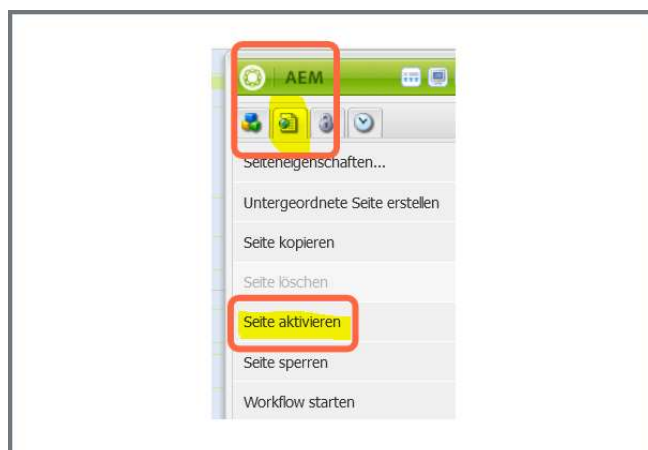 AEM
Seiteneigenschaften...
Untergeordnete Seite erstellen
Seite kopieren
Seite löschen
Seite aktivieren
Seite sperren
Workflow starten